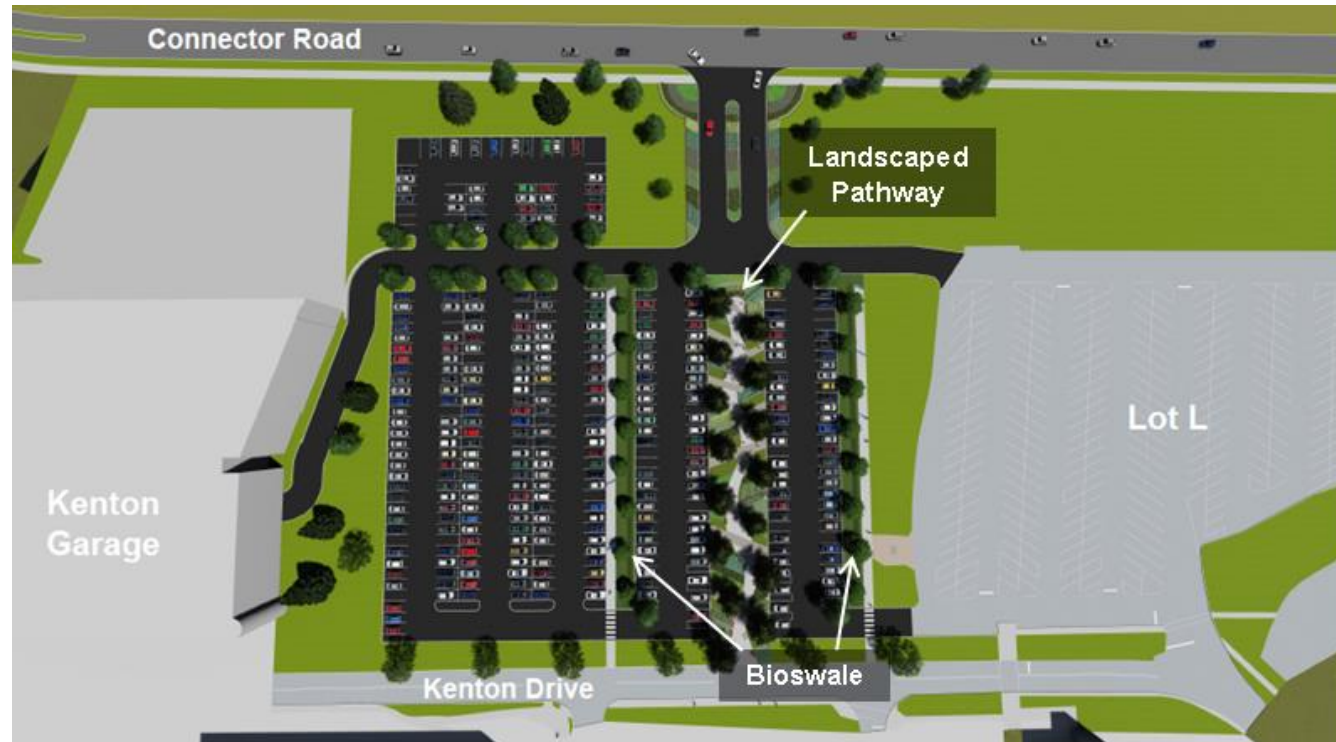 Connector Road
Landscaped
Pathway
Lot L
Kenton
Garage
Bioswale
Kenton Drive